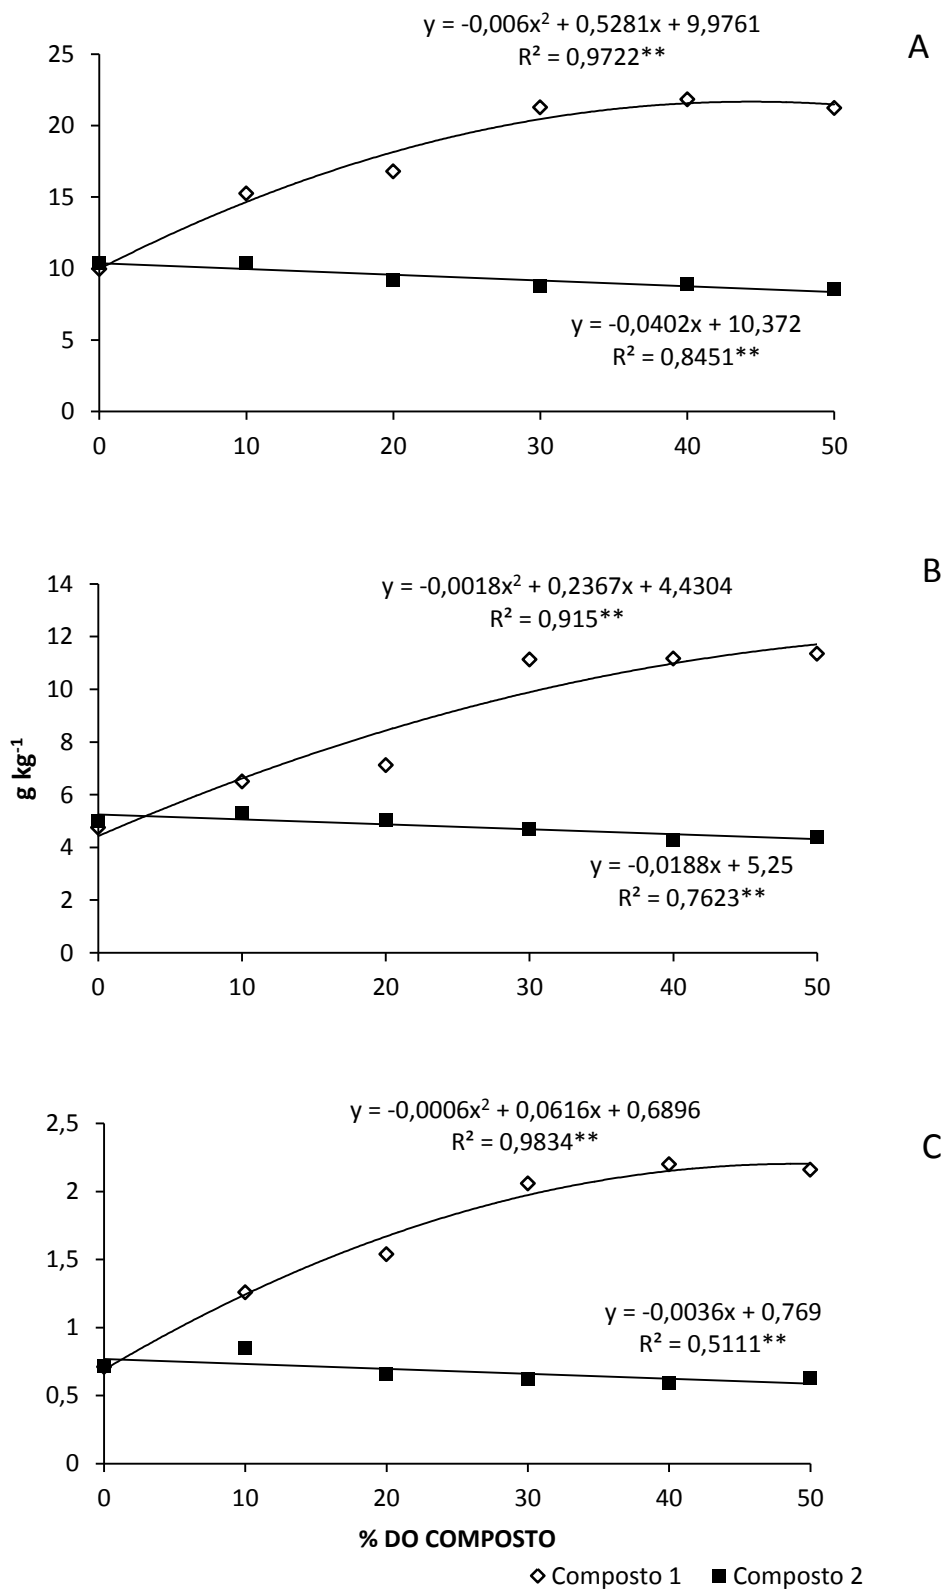 y = -0,006x² + 0,5281x + 9,9761
R² = 0,9722**
A
25
20
15
10
5
0
y = -0,0402x + 10,372
R² = 0,8451**
0 10 20 30 40 50
B
y = -0,0018x² + 0,2367x + 4,4304
R² = 0,915**
14
12
10
8
6
4
2
0
g kg⁻¹
y = -0,0188x + 5,25
R² = 0,7623**
0 10 20 30 40 50
y = -0,0006x² + 0,0616x + 0,6896
R² = 0,9834**
C
2,5
2
1,5
1
0,5
0
y = -0,0036x + 0,769
R² = 0,5111**
0 10 20 30 40 50
% DO COMPOSTO
Composto 1 Composto 2